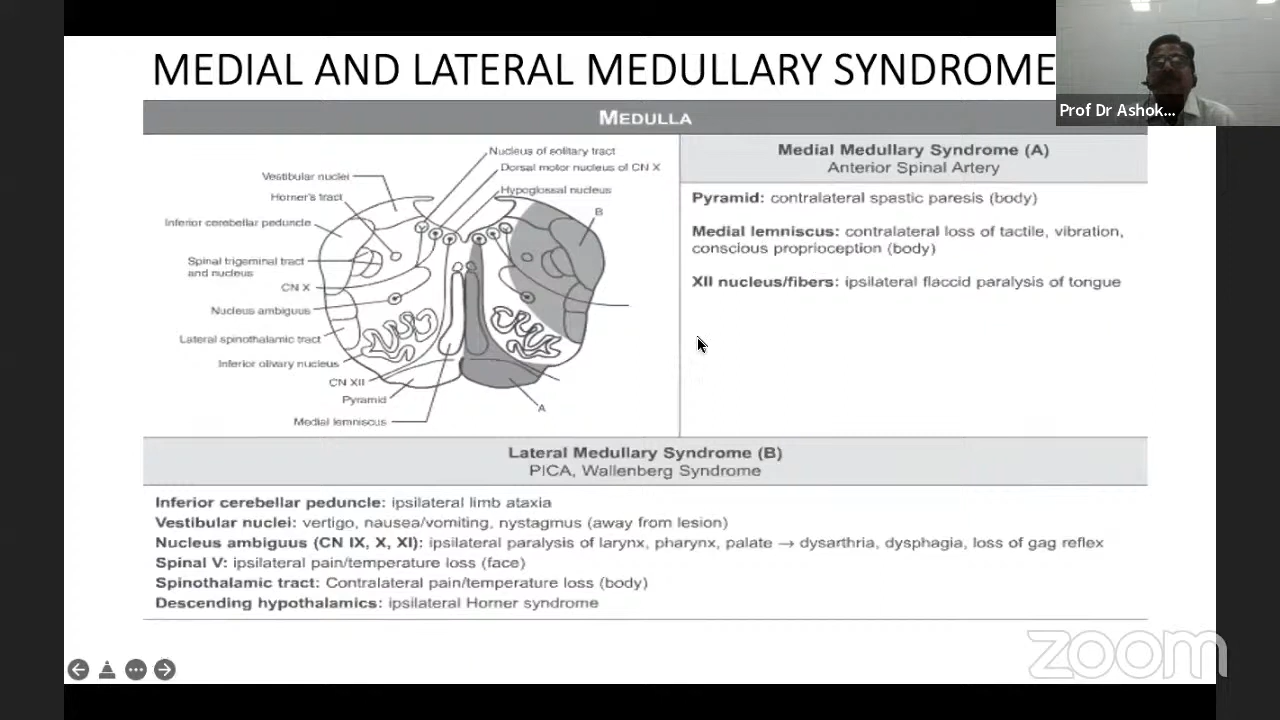 MEDIAL AND LATERAL MEDULLARY SYNDROME
Prof Dr Ashok...
MEDULLA
Nucleus of solitary tract
Dorsal motor nucleus of CN X
Hypoglossal nucleus
Vestibular nuclei
Horner's tract
B
Inferior cerebellar peduncle
Spinal trigeminal tract
and nucleus
CN X
Nucleus ambiguus
Lateral spinothalamic tract
Inferior olivary nucleus
CN XII
Pyramid
A
Medial lemniscus
Medial Medullary Syndrome (A)
Anterior Spinal Artery
Pyramid: contralateral spastic paresis (body)
Medial lemniscus: contralateral loss of tactile, vibration,
conscious proprioception (body)
XII nucleus/fibers: ipsilateral flaccid paralysis of tongue
Lateral Medullary Syndrome (B)
PICA, Wallenberg Syndrome
Inferior cerebellar peduncle: ipsilateral limb ataxia
Vestibular nuclei: vertigo, nausea/vomiting, nystagmus (away from lesion)
Nucleus ambiguus (CN IX, X, XI): ipsilateral paralysis of larynx, pharynx, palate → dysarthria, dysphagia, loss of gag reflex
Spinal V: ipsilateral pain/temperature loss (face)
Spinothalamic tract: Contralateral pain/temperature loss (body)
Descending hypothalamics: ipsilateral Horner syndrome
zoom